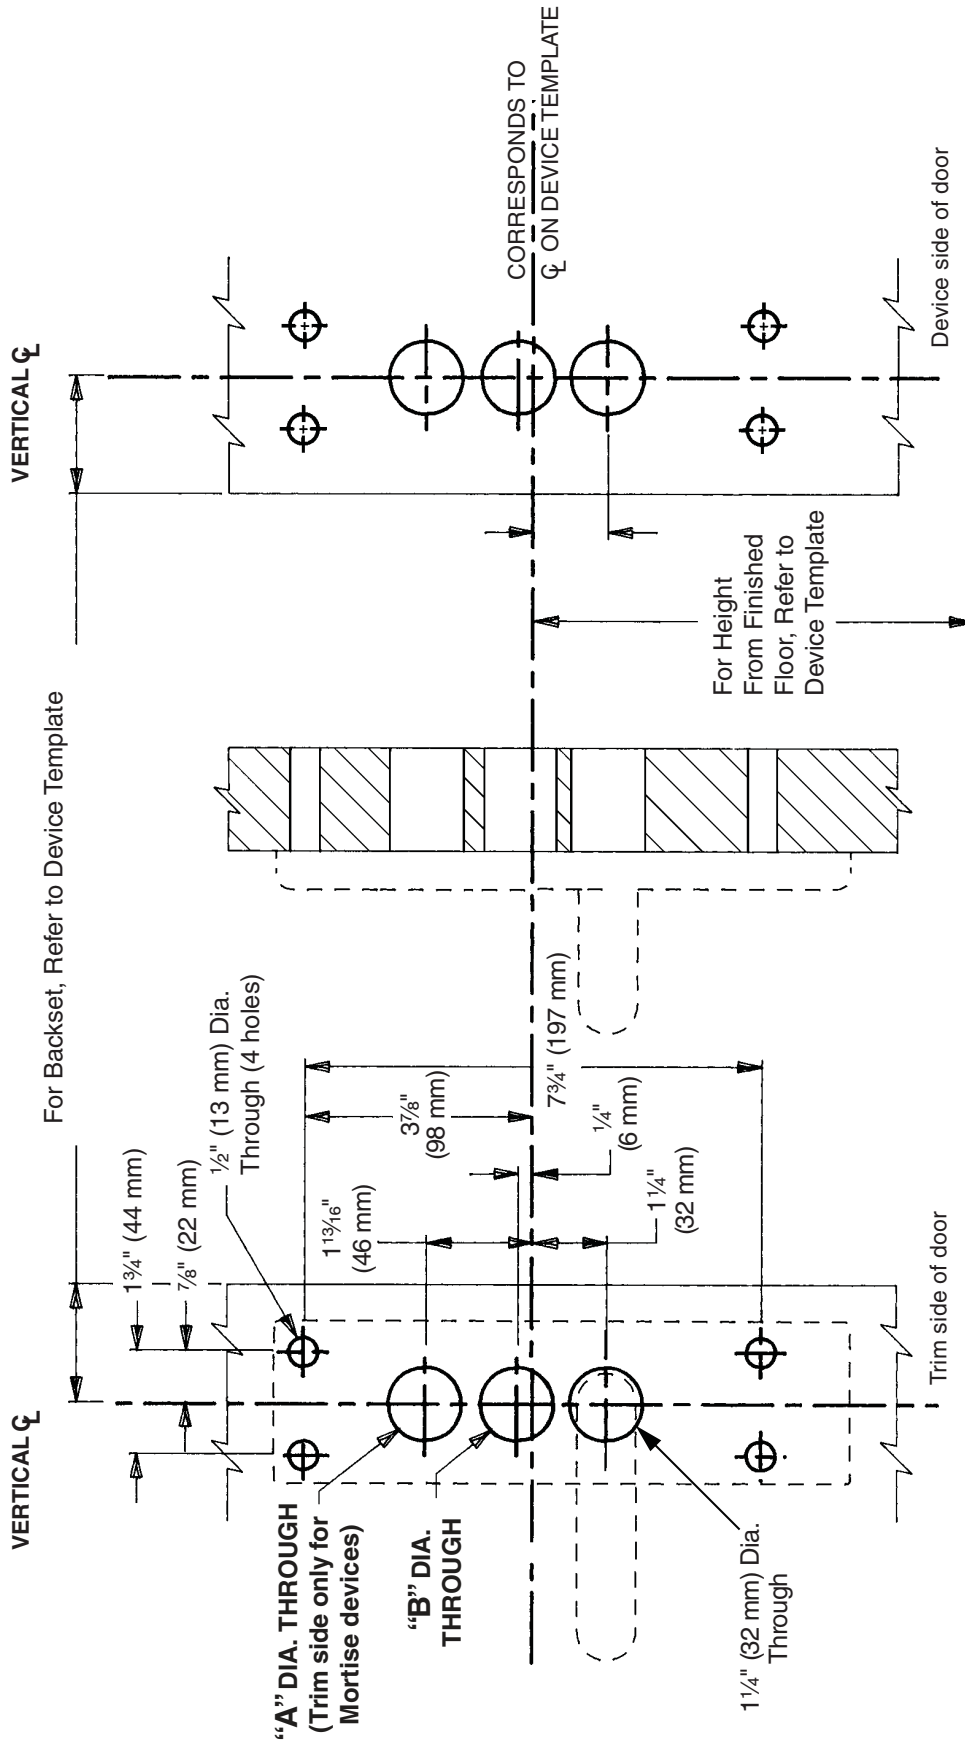 VERTICAL ℄
VERTICAL ℄
For Backset, Refer to Device Template
1¾" (44 mm)
⅞" (22 mm)
½" (13 mm) Dia.
Through (4 holes)
"A" DIA. THROUGH
(Trim side only for
Mortise devices)
"B" DIA.
THROUGH
1¼" (32 mm) Dia.
Through
1 13/16"
(46 mm)
3⅞"
(98 mm)
7¾" (197 mm)
¼"
(6 mm)
1¼"
(32 mm)
Trim side of door
For Height
From Finished
Floor, Refer to
Device Template
CORRESPONDS TO
℄ ON DEVICE TEMPLATE
Device side of door